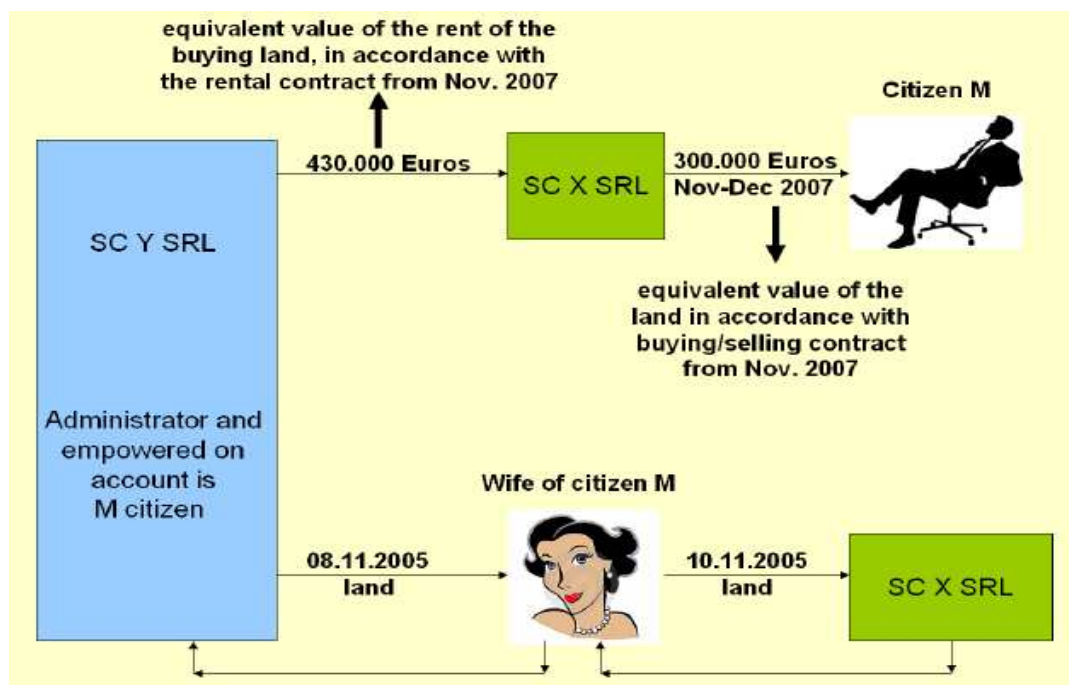 equivalent value of the rent of the
buying land, in accordance with
the rental contract from Nov. 2007
Citizen M
430.000 Euros
SC X SRL
300.000 Euros
Nov-Dec 2007
SC Y SRL
equivalent value of the
land in accordance with
buying/selling contract
from Nov. 2007
Administrator and
empowered on
account is
M citizen
Wife of citizen M
08.11.2005
land
10.11.2005
land
SC X SRL